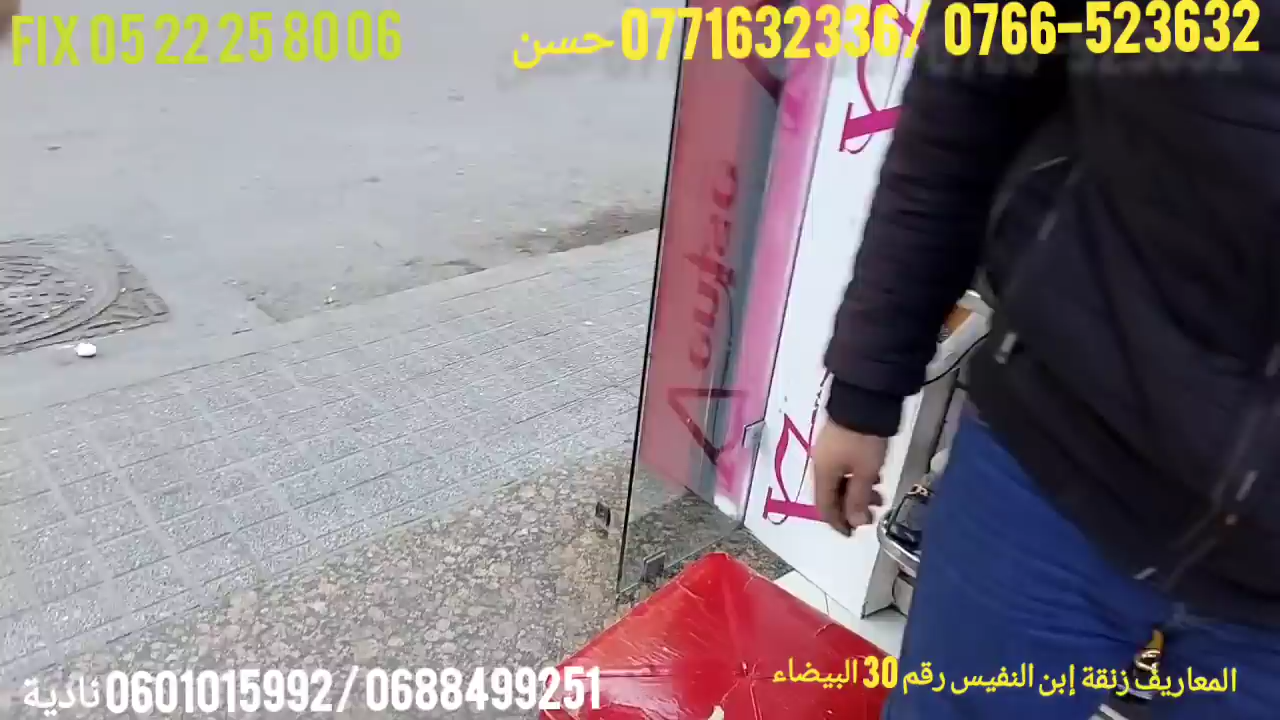 FIX 05 22 25 80 06
0771632336 / 0766-523632 حسن
0601015992 / 0688499251 نادية
المعاريف زنقة إبن النفيس رقم 30 البيضاء